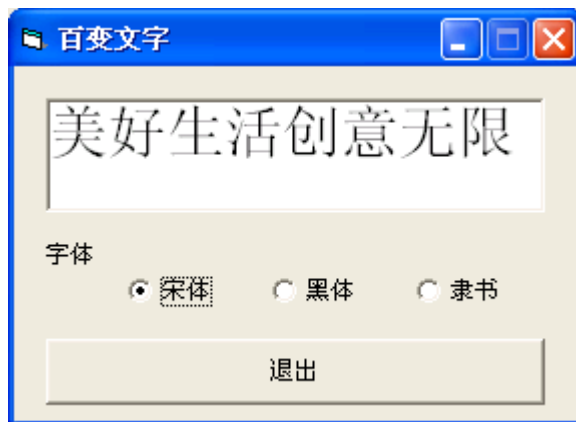 百变文字
美好生活创意无限
字体
宋体 黑体 隶书
退出